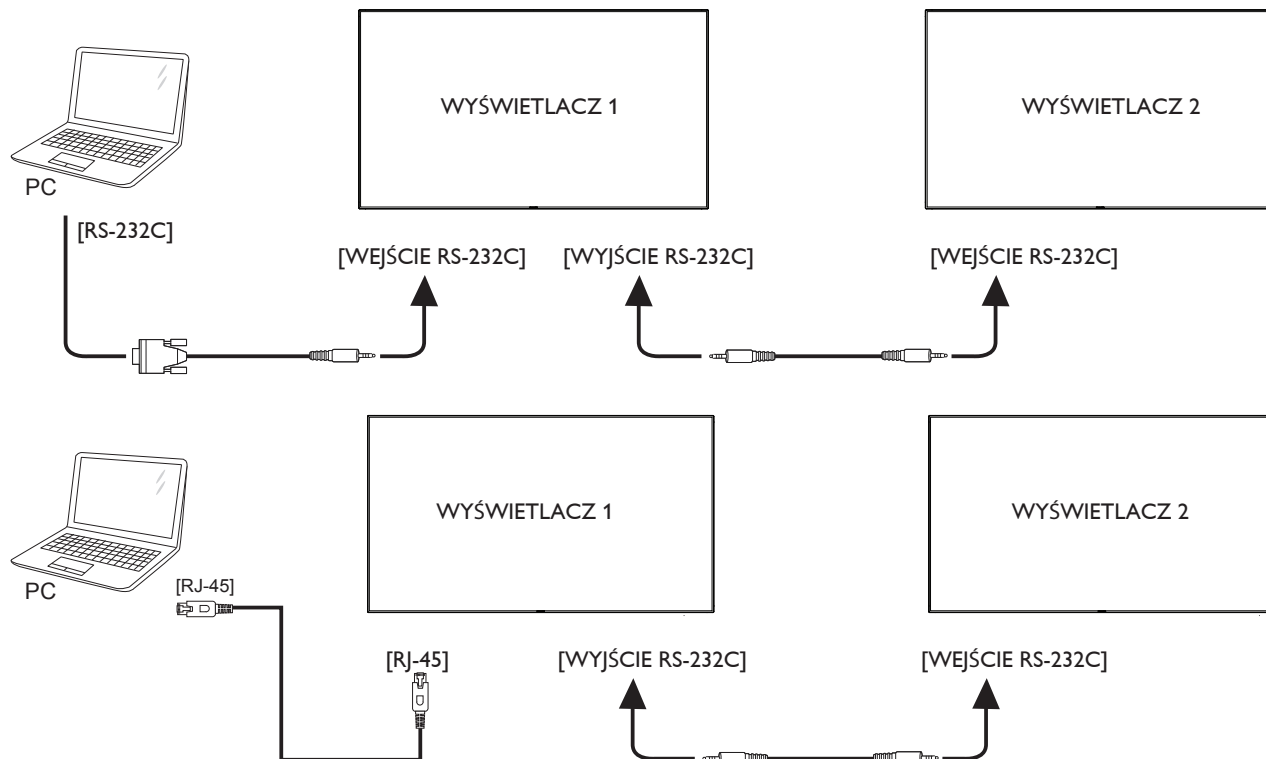 WYŚWIETLACZ 1
WYŚWIETLACZ 2
PC
[RS-232C]
[WEJŚCIE RS-232C]
[WYJŚCIE RS-232C]
[WEJŚCIE RS-232C]
WYŚWIETLACZ 1
WYŚWIETLACZ 2
PC
[RJ-45]
[RJ-45]
[WYJŚCIE RS-232C]
[WEJŚCIE RS-232C]